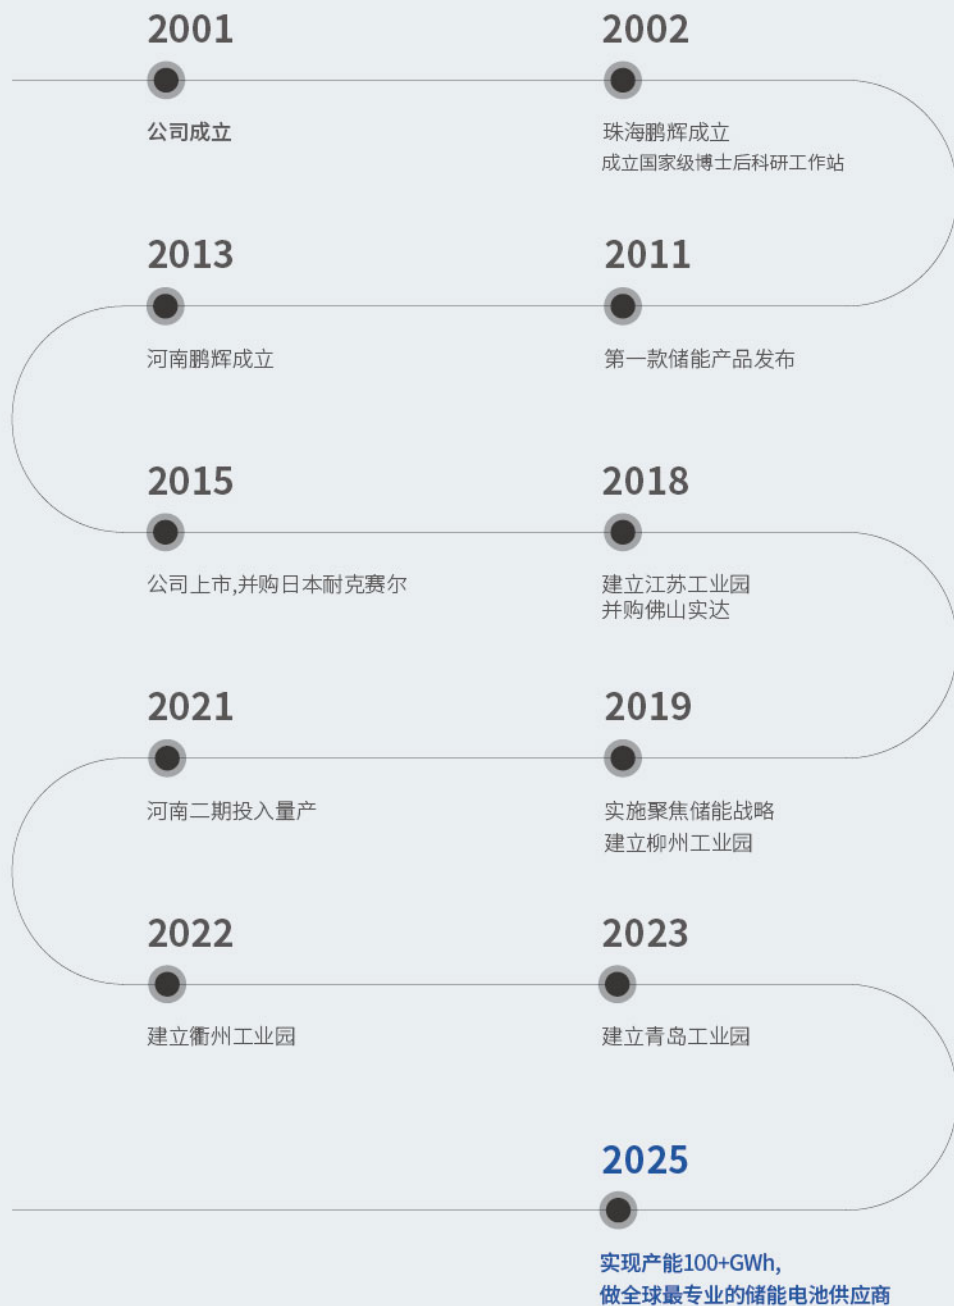 2001
公司成立
2002
珠海鹏辉成立
成立国家级博士后科研工作站
2011
第一款储能产品发布
2013
河南鹏辉成立
2015
公司上市,并购日本耐克赛尔
2018
建立江苏工业园
并购佛山实达
2019
实施聚焦储能战略
建立柳州工业园
2021
河南二期投入量产
2022
建立衢州工业园
2023
建立青岛工业园
2025
实现产能100+GWh,
做全球最专业的储能电池供应商